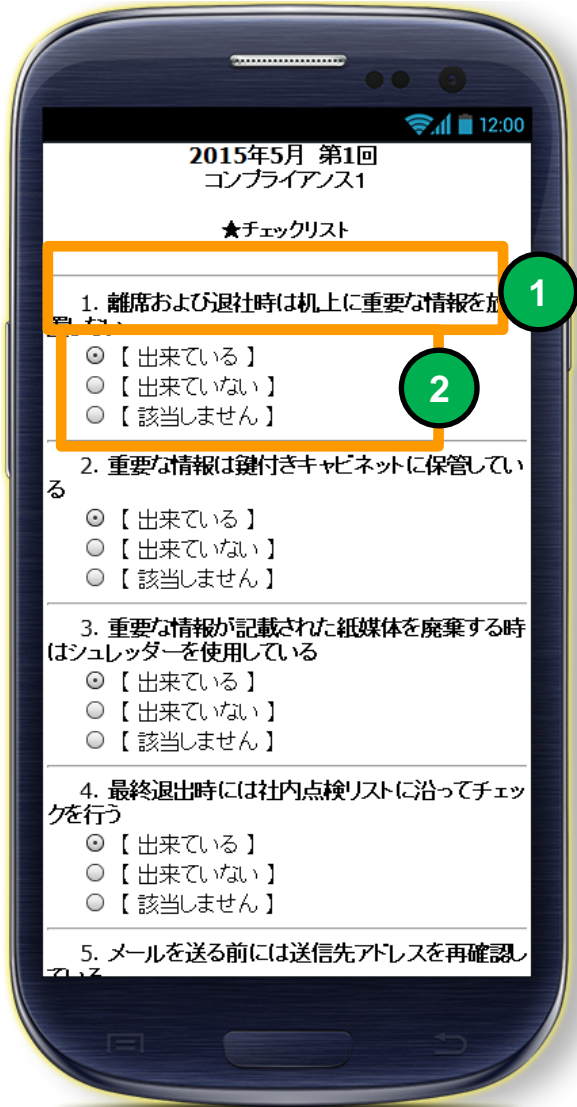 12:00
2015年5月 第1回
コンプライアンス1
★チェックリスト
1. 離席および退社時は机上に重要な情報を放
置しない
1
【 出来ている 】
【 出来ていない 】
【 該当しません 】
2
2. 重要な情報は鍵付きキャビネットに保管してい
る
【 出来ている 】
【 出来ていない 】
【 該当しません 】
3. 重要な情報が記載された紙媒体を廃棄する時
はシュレッダーを使用している
【 出来ている 】
【 出来ていない 】
【 該当しません 】
4. 最終退出時には社内点検リストに沿ってチェッ
クを行う
【 出来ている 】
【 出来ていない 】
【 該当しません 】
5. メールを送る前には送信先アドレスを再確認し
ている